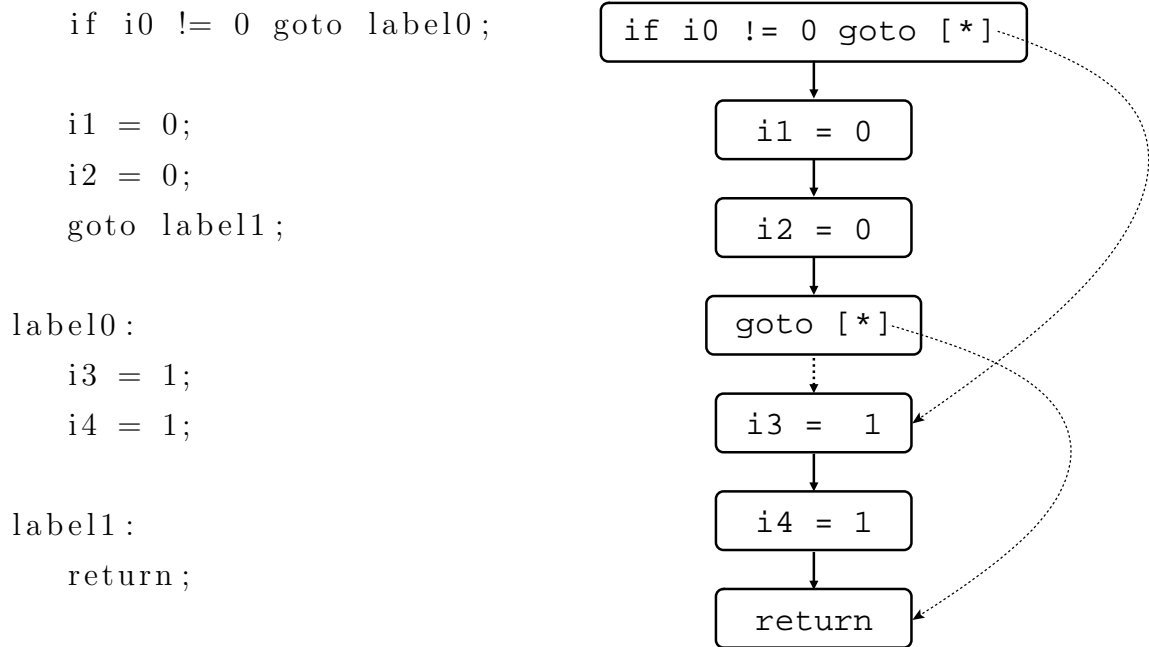 if i0 != 0 goto label0;
i1 = 0;
i2 = 0;
goto label1;
label0:
i3 = 1;
i4 = 1;
label1:
return;
if i0 != 0 goto [*]
i1 = 0
i2 = 0
goto [*]
i3 = 1
i4 = 1
return